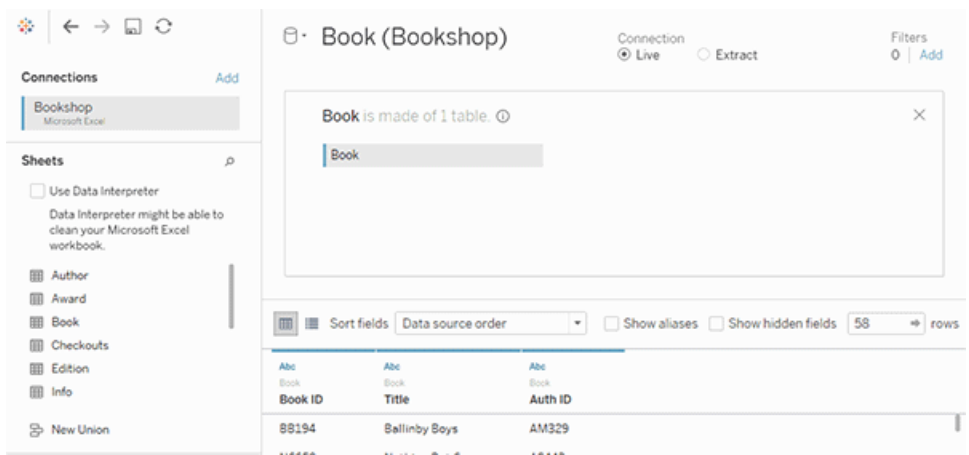 Book (Bookshop)
Connection
Live
Extract
Filters
0 | Add
Connections
Add
Bookshop
Microsoft Excel
Sheets
Use Data Interpreter
Data Interpreter might be able to
clean your Microsoft Excel
workbook.
Author
Award
Book
Checkouts
Edition
Info
New Union
Book is made of 1 table.
Book
Sort fields
Data source order
Show aliases
Show hidden fields
58
rows
Abc
Book
Book ID
Abc
Book
Title
Abc
Book
Auth ID
BB194
Ballinby Boys
AM329